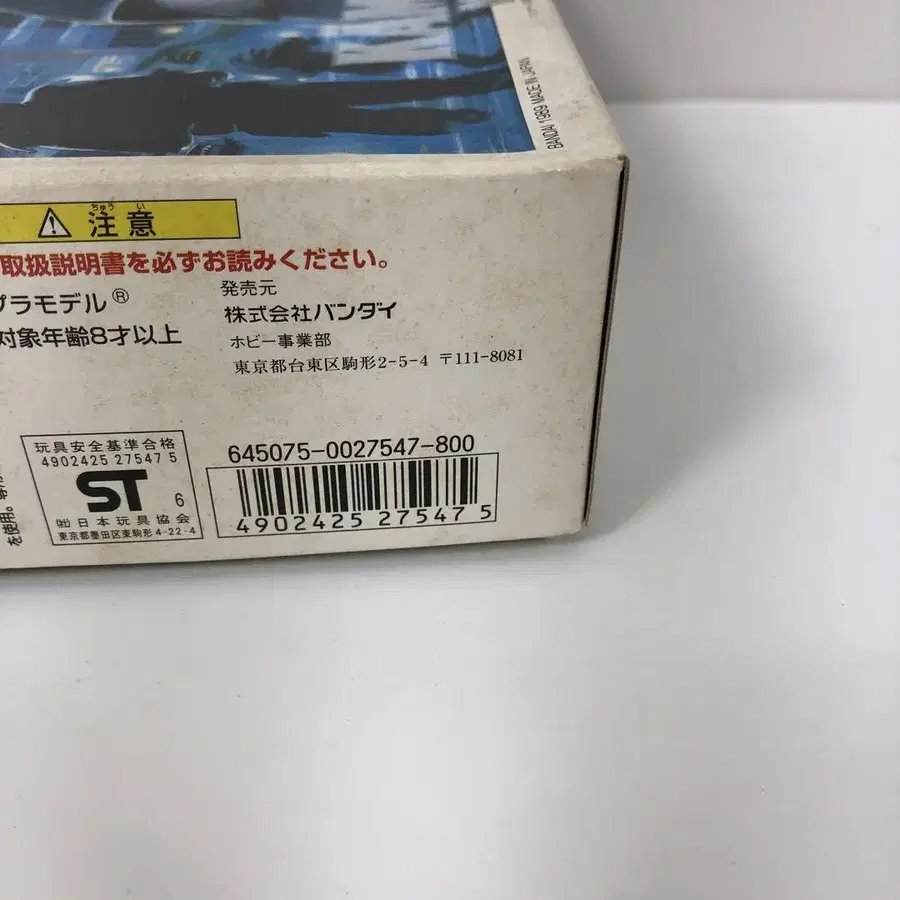 BANDAI 1989 MADE IN JAPAN
ちゅう い
⚠ 注意
取扱説明書を必ずお読みください。
プラモデル®
対象年齢8才以上
発売元
株式会社バンダイ
ホビー事業部
東京都台東区駒形2-5-4 〒111-8081
を使用。
玩具安全基準合格
4902425 27547 5
ST 6
㈳日本玩具協会
東京都墨田区東駒形4-22-4
645075-0027547-800
4902425 275475